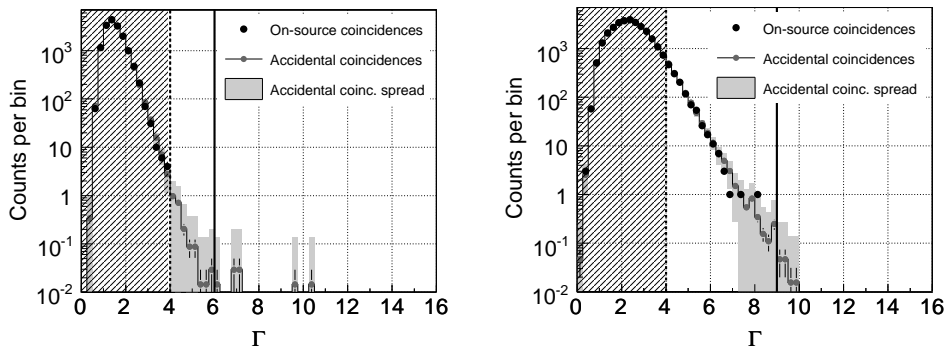 Counts per bin
10³
10²
10
1
10⁻¹
10⁻²
0 2 4 6 8 10 12 14 16
Γ
On-source coincidences
Accidental coincidences
Accidental coinc. spread
Counts per bin
10³
10²
10
1
10⁻¹
10⁻²
0 2 4 6 8 10 12 14 16
Γ
On-source coincidences
Accidental coincidences
Accidental coinc. spread